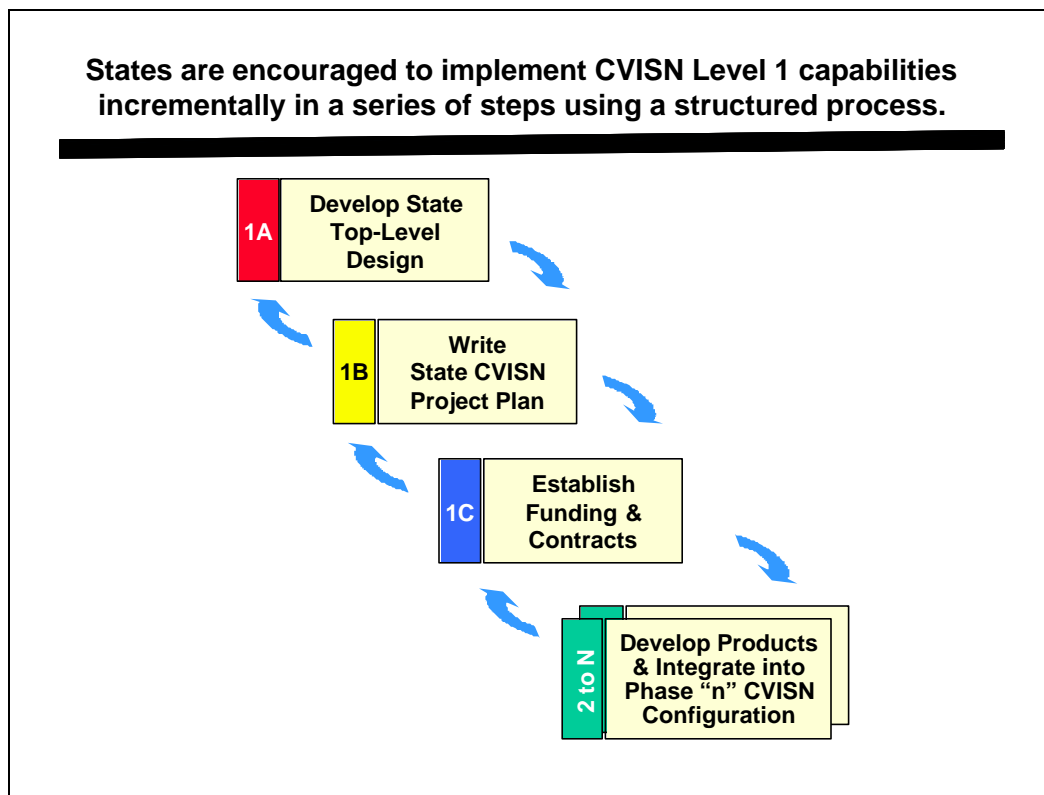 States are encouraged to implement CVISN Level 1 capabilities
incrementally in a series of steps using a structured process.
1A
Develop State
Top-Level
Design
1B
Write
State CVISN
Project Plan
1C
Establish
Funding &
Contracts
2 to N
Develop Products
& Integrate into
Phase “n” CVISN
Configuration